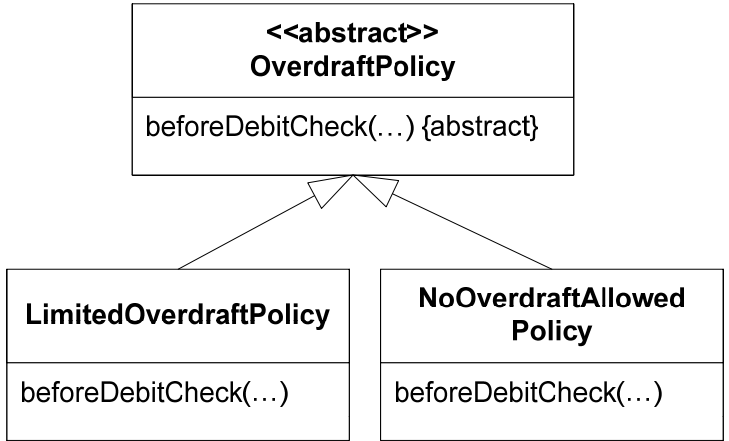 <<abstract>>
OverdraftPolicy
beforeDebitCheck(…) {abstract}
LimitedOverdraftPolicy
beforeDebitCheck(…)
NoOverdraftAllowed
Policy
beforeDebitCheck(…)